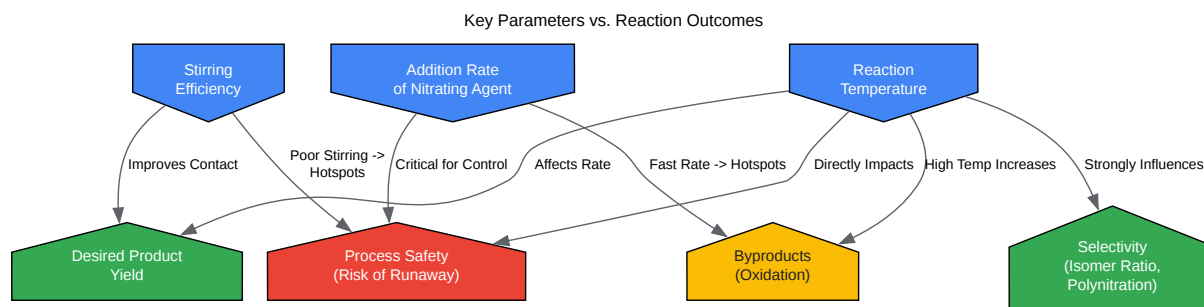 Key Parameters vs. Reaction Outcomes
Stirring
Efficiency
Addition Rate
of Nitrating Agent
Reaction
Temperature
Improves Contact
Poor Stirring ->
Hotspots
Critical for Control
Affects Rate
Fast Rate -> Hotspots
Directly Impacts
High Temp Increases
Strongly Influences
Desired Product
Yield
Process Safety
(Risk of Runaway)
Byproducts
(Oxidation)
Selectivity
(Isomer Ratio,
Polynitration)